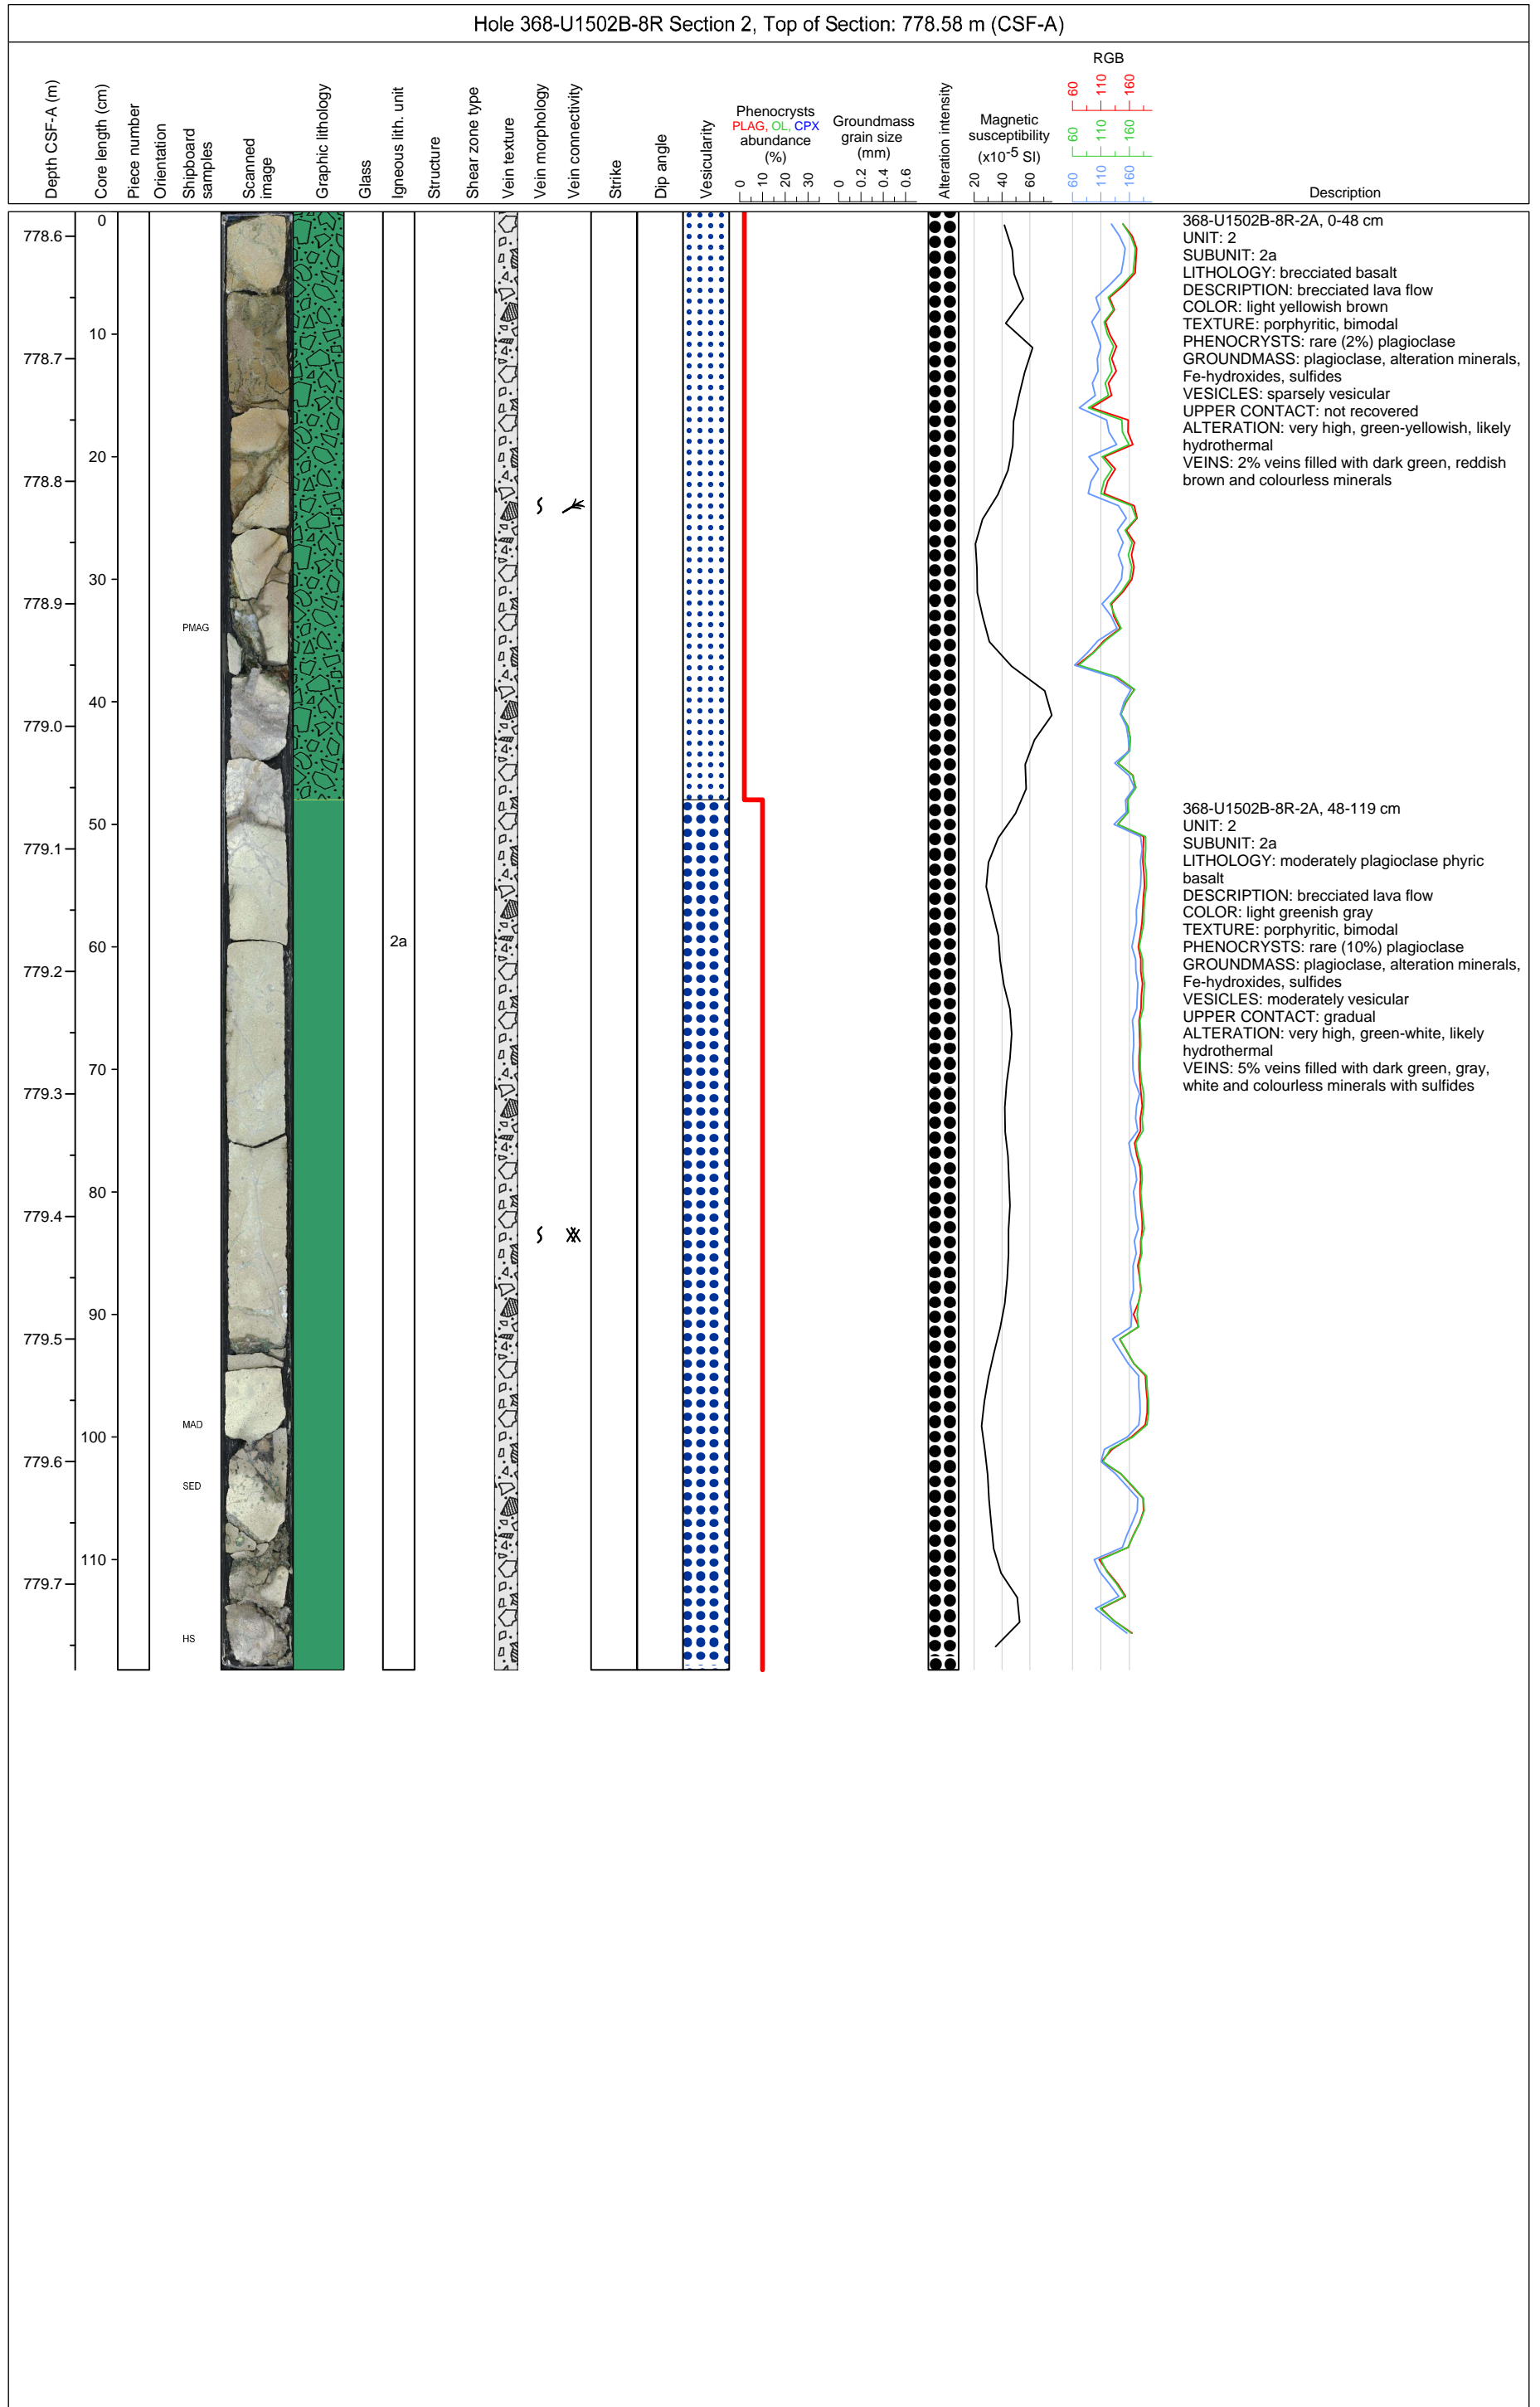 Hole 368-U1502B-8R Section 2, Top of Section: 778.58 m (CSF-A)
Depth CSF-A (m)
Core length (cm)
Piece number
Orientation
Shipboard
samples
Scanned
image
Graphic lithology
Glass
Igneous lith. unit
Structure
Shear zone type
Vein texture
Vein morphology
Vein connectivity
Strike
Dip angle
Vesicularity
Phenocrysts
PLAG, OL, CPX
abundance
(%)
0 10 20 30
Groundmass
grain size
(mm)
0 0.2 0.4 0.6
Alteration intensity
Magnetic
susceptibility
(x10-5 SI)
20 40 60
RGB
60 110 160
60 110 160
60 110 160
Description
778.6
778.7
778.8
778.9
779.0
779.1
779.2
779.3
779.4
779.5
779.6
779.7
0
10
20
30
40
50
60
70
80
90
100
110
PMAG
MAD
SED
HS
2a
368-U1502B-8R-2A, 0-48 cm
UNIT: 2
SUBUNIT: 2a
LITHOLOGY: brecciated basalt
DESCRIPTION: brecciated lava flow
COLOR: light yellowish brown
TEXTURE: porphyritic, bimodal
PHENOCRYSTS: rare (2%) plagioclase
GROUNDMASS: plagioclase, alteration minerals,
Fe-hydroxides, sulfides
VESICLES: sparsely vesicular
UPPER CONTACT: not recovered
ALTERATION: very high, green-yellowish, likely
hydrothermal
VEINS: 2% veins filled with dark green, reddish
brown and colourless minerals
368-U1502B-8R-2A, 48-119 cm
UNIT: 2
SUBUNIT: 2a
LITHOLOGY: moderately plagioclase phyric
basalt
DESCRIPTION: brecciated lava flow
COLOR: light greenish gray
TEXTURE: porphyritic, bimodal
PHENOCRYSTS: rare (10%) plagioclase
GROUNDMASS: plagioclase, alteration minerals,
Fe-hydroxides, sulfides
VESICLES: moderately vesicular
UPPER CONTACT: gradual
ALTERATION: very high, green-white, likely
hydrothermal
VEINS: 5% veins filled with dark green, gray,
white and colourless minerals with sulfides